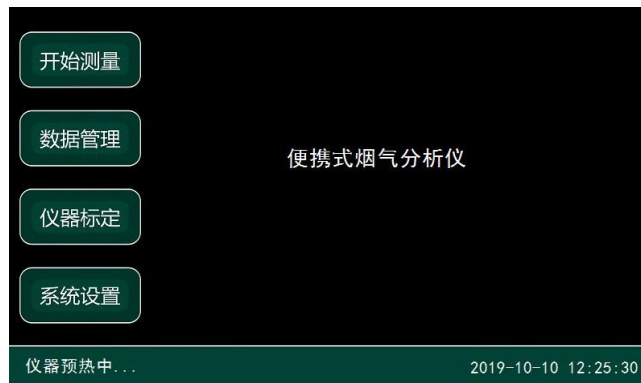 开始测量
数据管理
便携式烟气分析仪
仪器标定
系统设置
仪器预热中...
2019-10-10 12:25:30